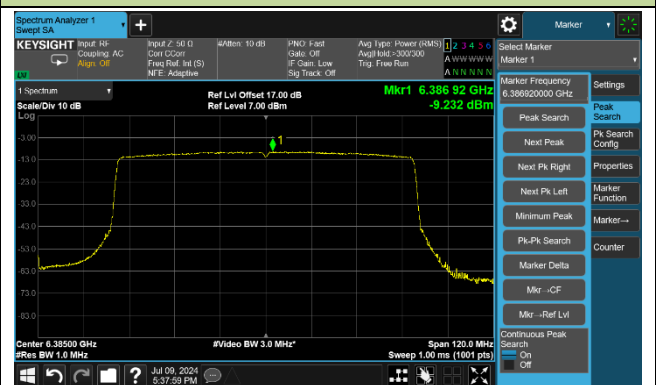 Spectrum Analyzer 1
Swept SA
Marker
KEYSIGHT
Input: RF
Coupling: AC
Align: Off
Input Z: 50 Ω
Corr CCorr
Freq Ref: Int (S)
NFE: Adaptive
#Atten: 10 dB
PNO: Fast
Gate: Off
IF Gain: Low
Sig Track: Off
Avg Type: Power (RMS)
Avg|Hold:>300/300
Trig: Free Run
1 2 3 4 5 6
A W W W W W
A N N N N N
LM
Select Marker
Marker 1
1 Spectrum
Scale/Div 10 dB
Log
Ref Lvl Offset 17.00 dB
Ref Level 7.00 dBm
Mkr1 6.386 92 GHz
-9.232 dBm
1
-3.00
-13.0
-23.0
-33.0
-43.0
-53.0
-63.0
-73.0
-83.0
Center 6.38500 GHz
#Res BW 1.0 MHz
#Video BW 3.0 MHz*
Span 120.0 MHz
Sweep 1.00 ms (1001 pts)
Marker Frequency
6.386920000 GHz
Peak Search
Next Peak
Next Pk Right
Next Pk Left
Minimum Peak
Pk-Pk Search
Marker Delta
Mkr→CF
Mkr→Ref Lvl
Continuous Peak
Search
On
Off
Settings
Peak
Search
Pk Search
Config
Properties
Marker
Function
Marker→
Counter
Jul 09, 2024
5:37:59 PM